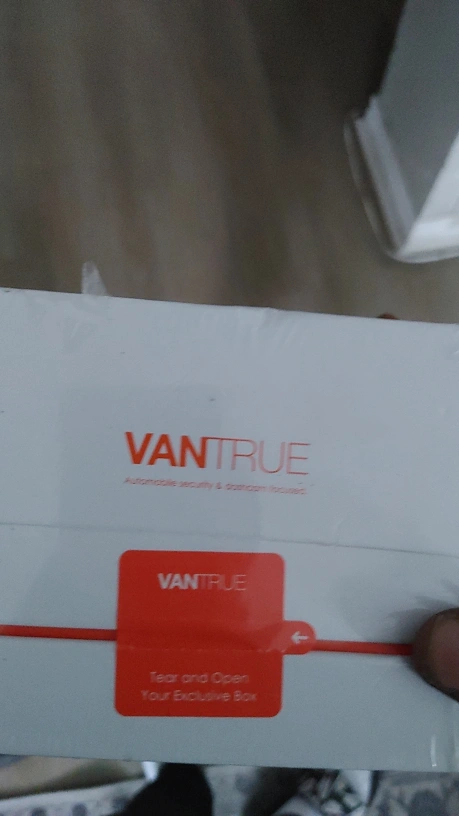 VANTRUE
Automobile security & dashcam focused
VANTRUE
Tear and Open
Your Exclusive Box